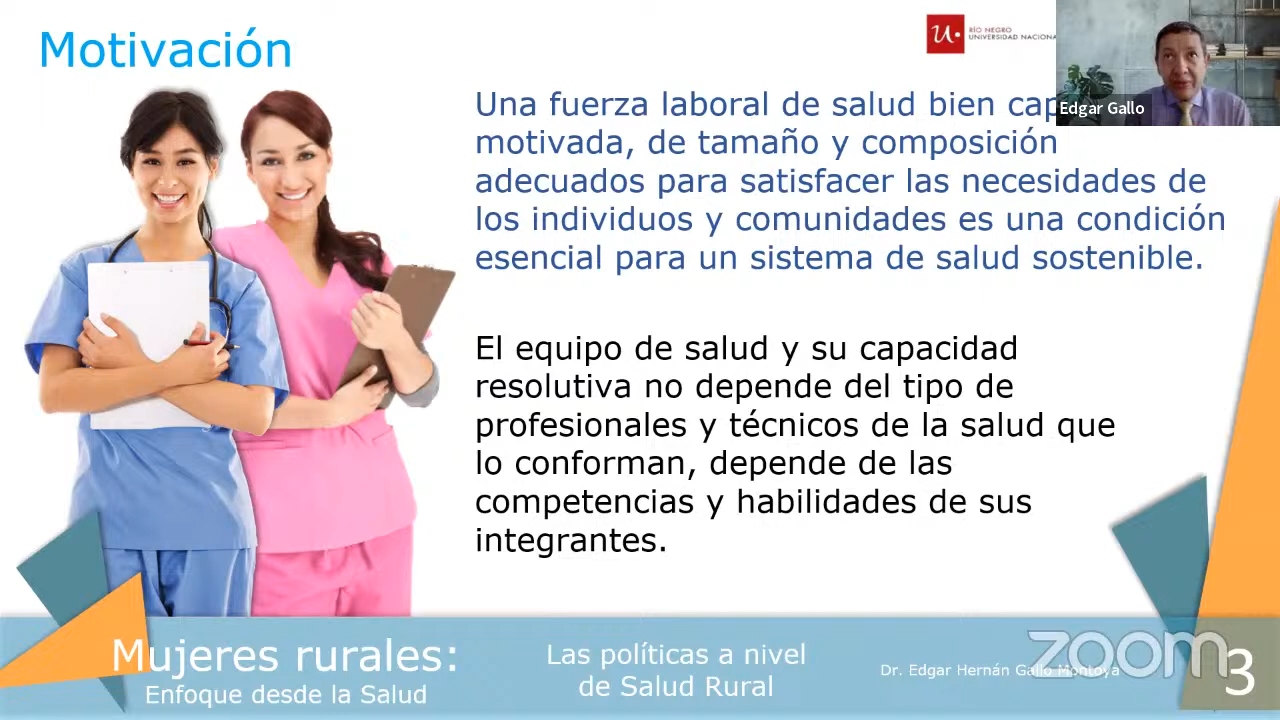 Motivación
RÍO NEGRO
UNIVERSIDAD NACIONAL
Edgar Gallo
Una fuerza laboral de salud bien
motivada, de tamaño y composición
adecuados para satisfacer las necesidades de
los individuos y comunidades es una condición
esencial para un sistema de salud sostenible.
El equipo de salud y su capacidad
resolutiva no depende del tipo de
profesionales y técnicos de la salud que
lo conforman, depende de las
competencias y habilidades de sus
integrantes.
Mujeres rurales:
Enfoque desde la Salud
Las políticas a nivel
de Salud Rural
Dr. Edgar Hernán Gallo Montoya
zoom
3